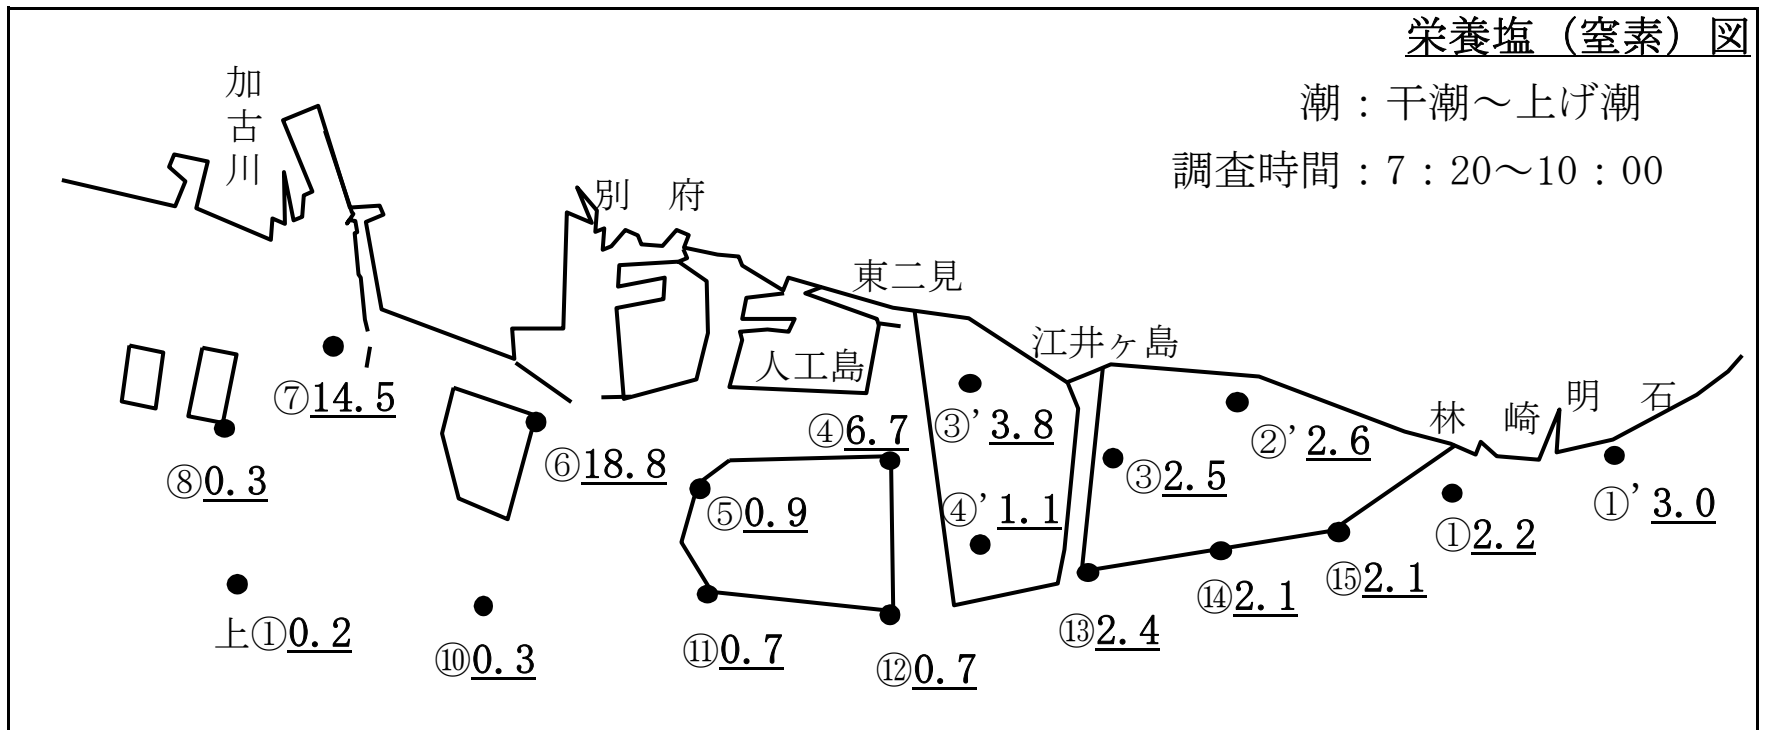 栄養塩（窒素）図
潮：干潮～上げ潮
調査時間：7：20～10：00
加古川
別　府
東二見
人工島
江井ヶ島
林　崎
明　石
⑦14.5
⑧0.3
⑥18.8
④6.7
③’3.8
②’2.6
③2.5
⑤0.9
④’1.1
①2.2
①’3.0
上①0.2
⑩0.3
⑪0.7
⑫0.7
⑬2.4
⑭2.1
⑮2.1